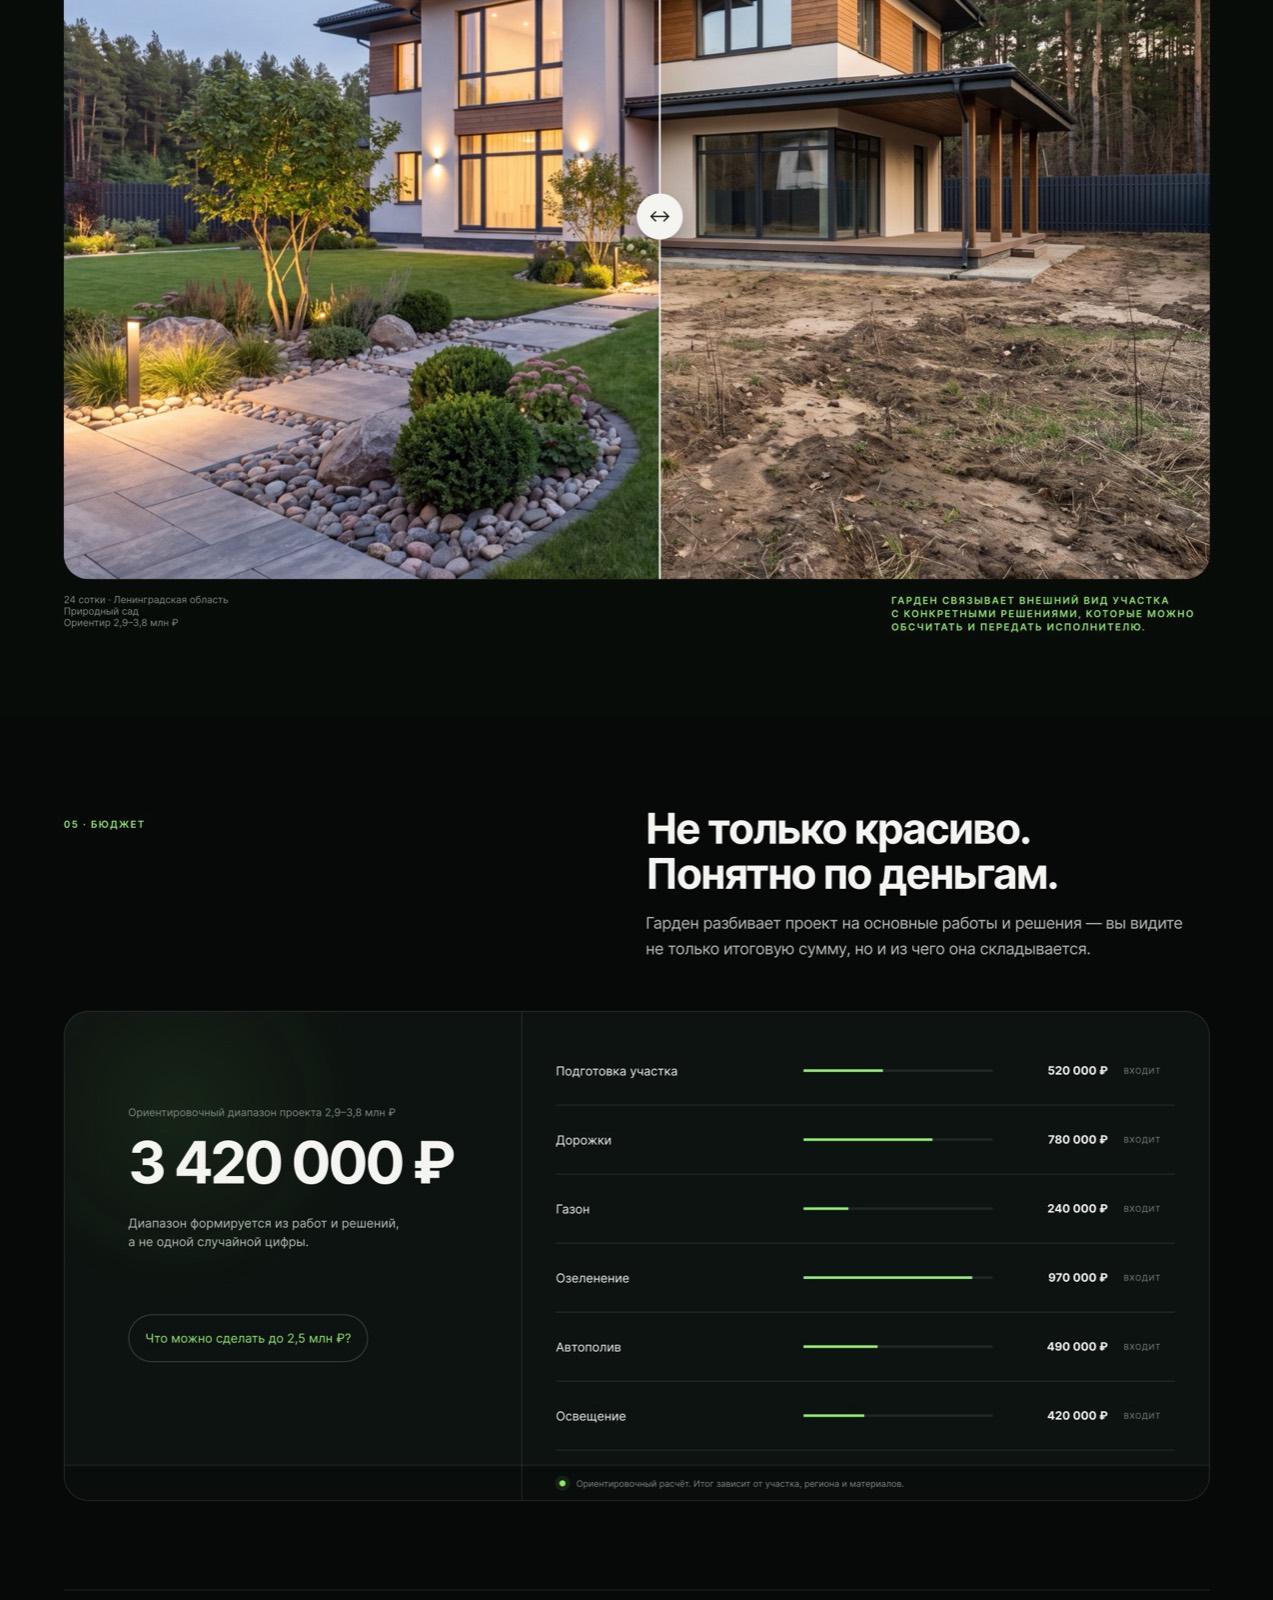 24 сотки · Ленинградская область
Природный сад
Ориентир 2,9–3,8 млн ₽
ГАРДЕН СВЯЗЫВАЕТ ВНЕШНИЙ ВИД УЧАСТКА
С КОНКРЕТНЫМИ РЕШЕНИЯМИ, КОТОРЫЕ МОЖНО
ОБСЧИТАТЬ И ПЕРЕДАТЬ ИСПОЛНИТЕЛЮ.
05 · БЮДЖЕТ
Не только красиво.
Понятно по деньгам.
Гарден разбивает проект на основные работы и решения — вы видите
не только итоговую сумму, но и из чего она складывается.
Ориентировочный диапазон проекта 2,9–3,8 млн ₽
3 420 000 ₽
Диапазон формируется из работ и решений,
а не одной случайной цифры.
Что можно сделать до 2,5 млн ₽?
Подготовка участка 520 000 ₽ ВХОДИТ
Дорожки 780 000 ₽ ВХОДИТ
Газон 240 000 ₽ ВХОДИТ
Озеленение 970 000 ₽ ВХОДИТ
Автополив 490 000 ₽ ВХОДИТ
Освещение 420 000 ₽ ВХОДИТ
Ориентировочный расчёт. Итог зависит от участка, региона и материалов.